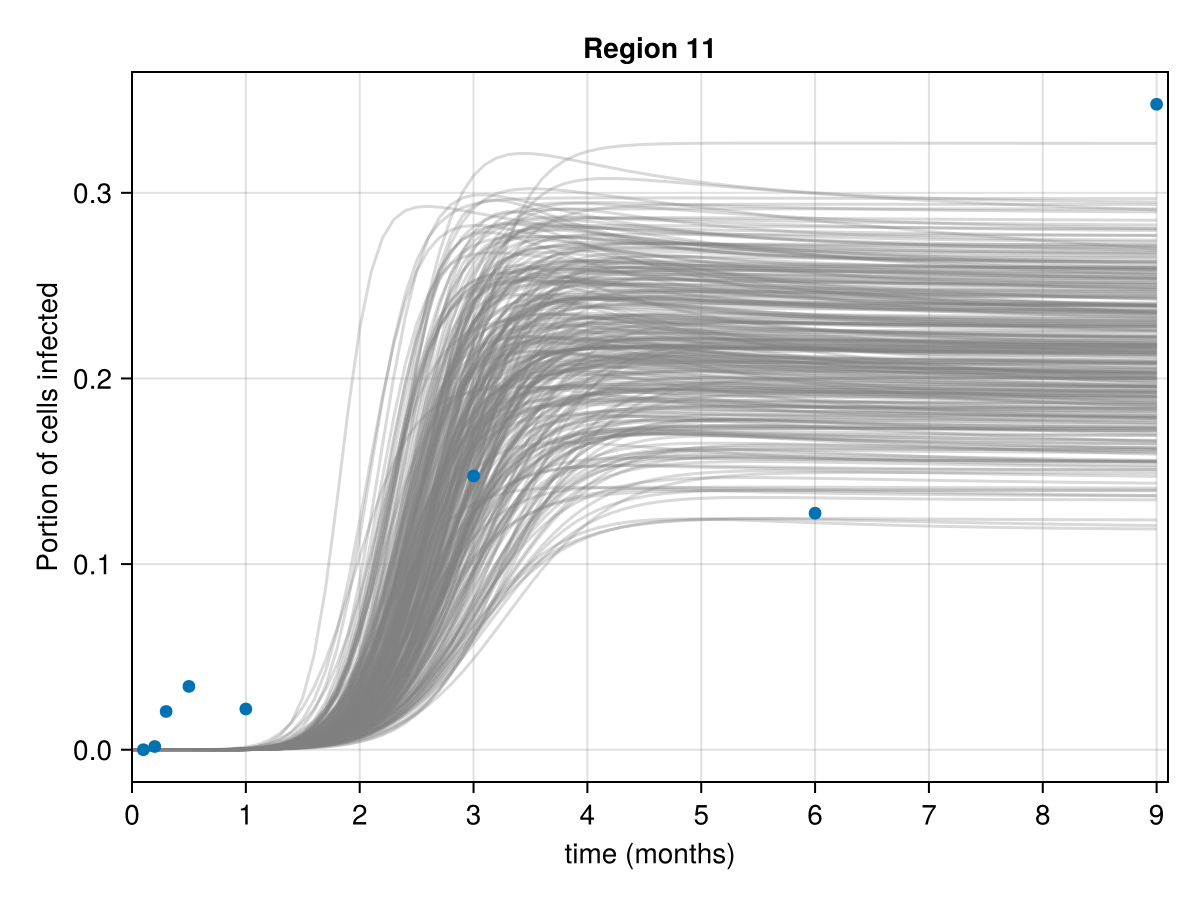 Region 11
Portion of cells infected
0.3
0.2
0.1
0.0
0 1 2 3 4 5 6 7 8 9
time (months)